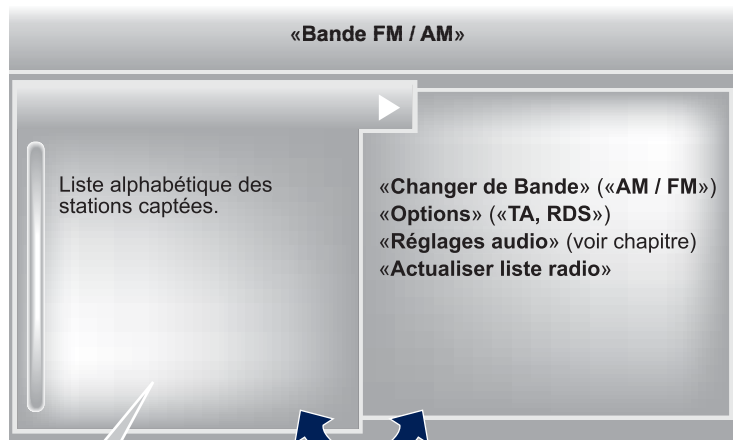 «Bande FM / AM»
Liste alphabétique des
stations captées.
«Changer de Bande» («AM / FM»)
«Options» («TA, RDS»)
«Réglages audio» (voir chapitre)
«Actualiser liste radio»